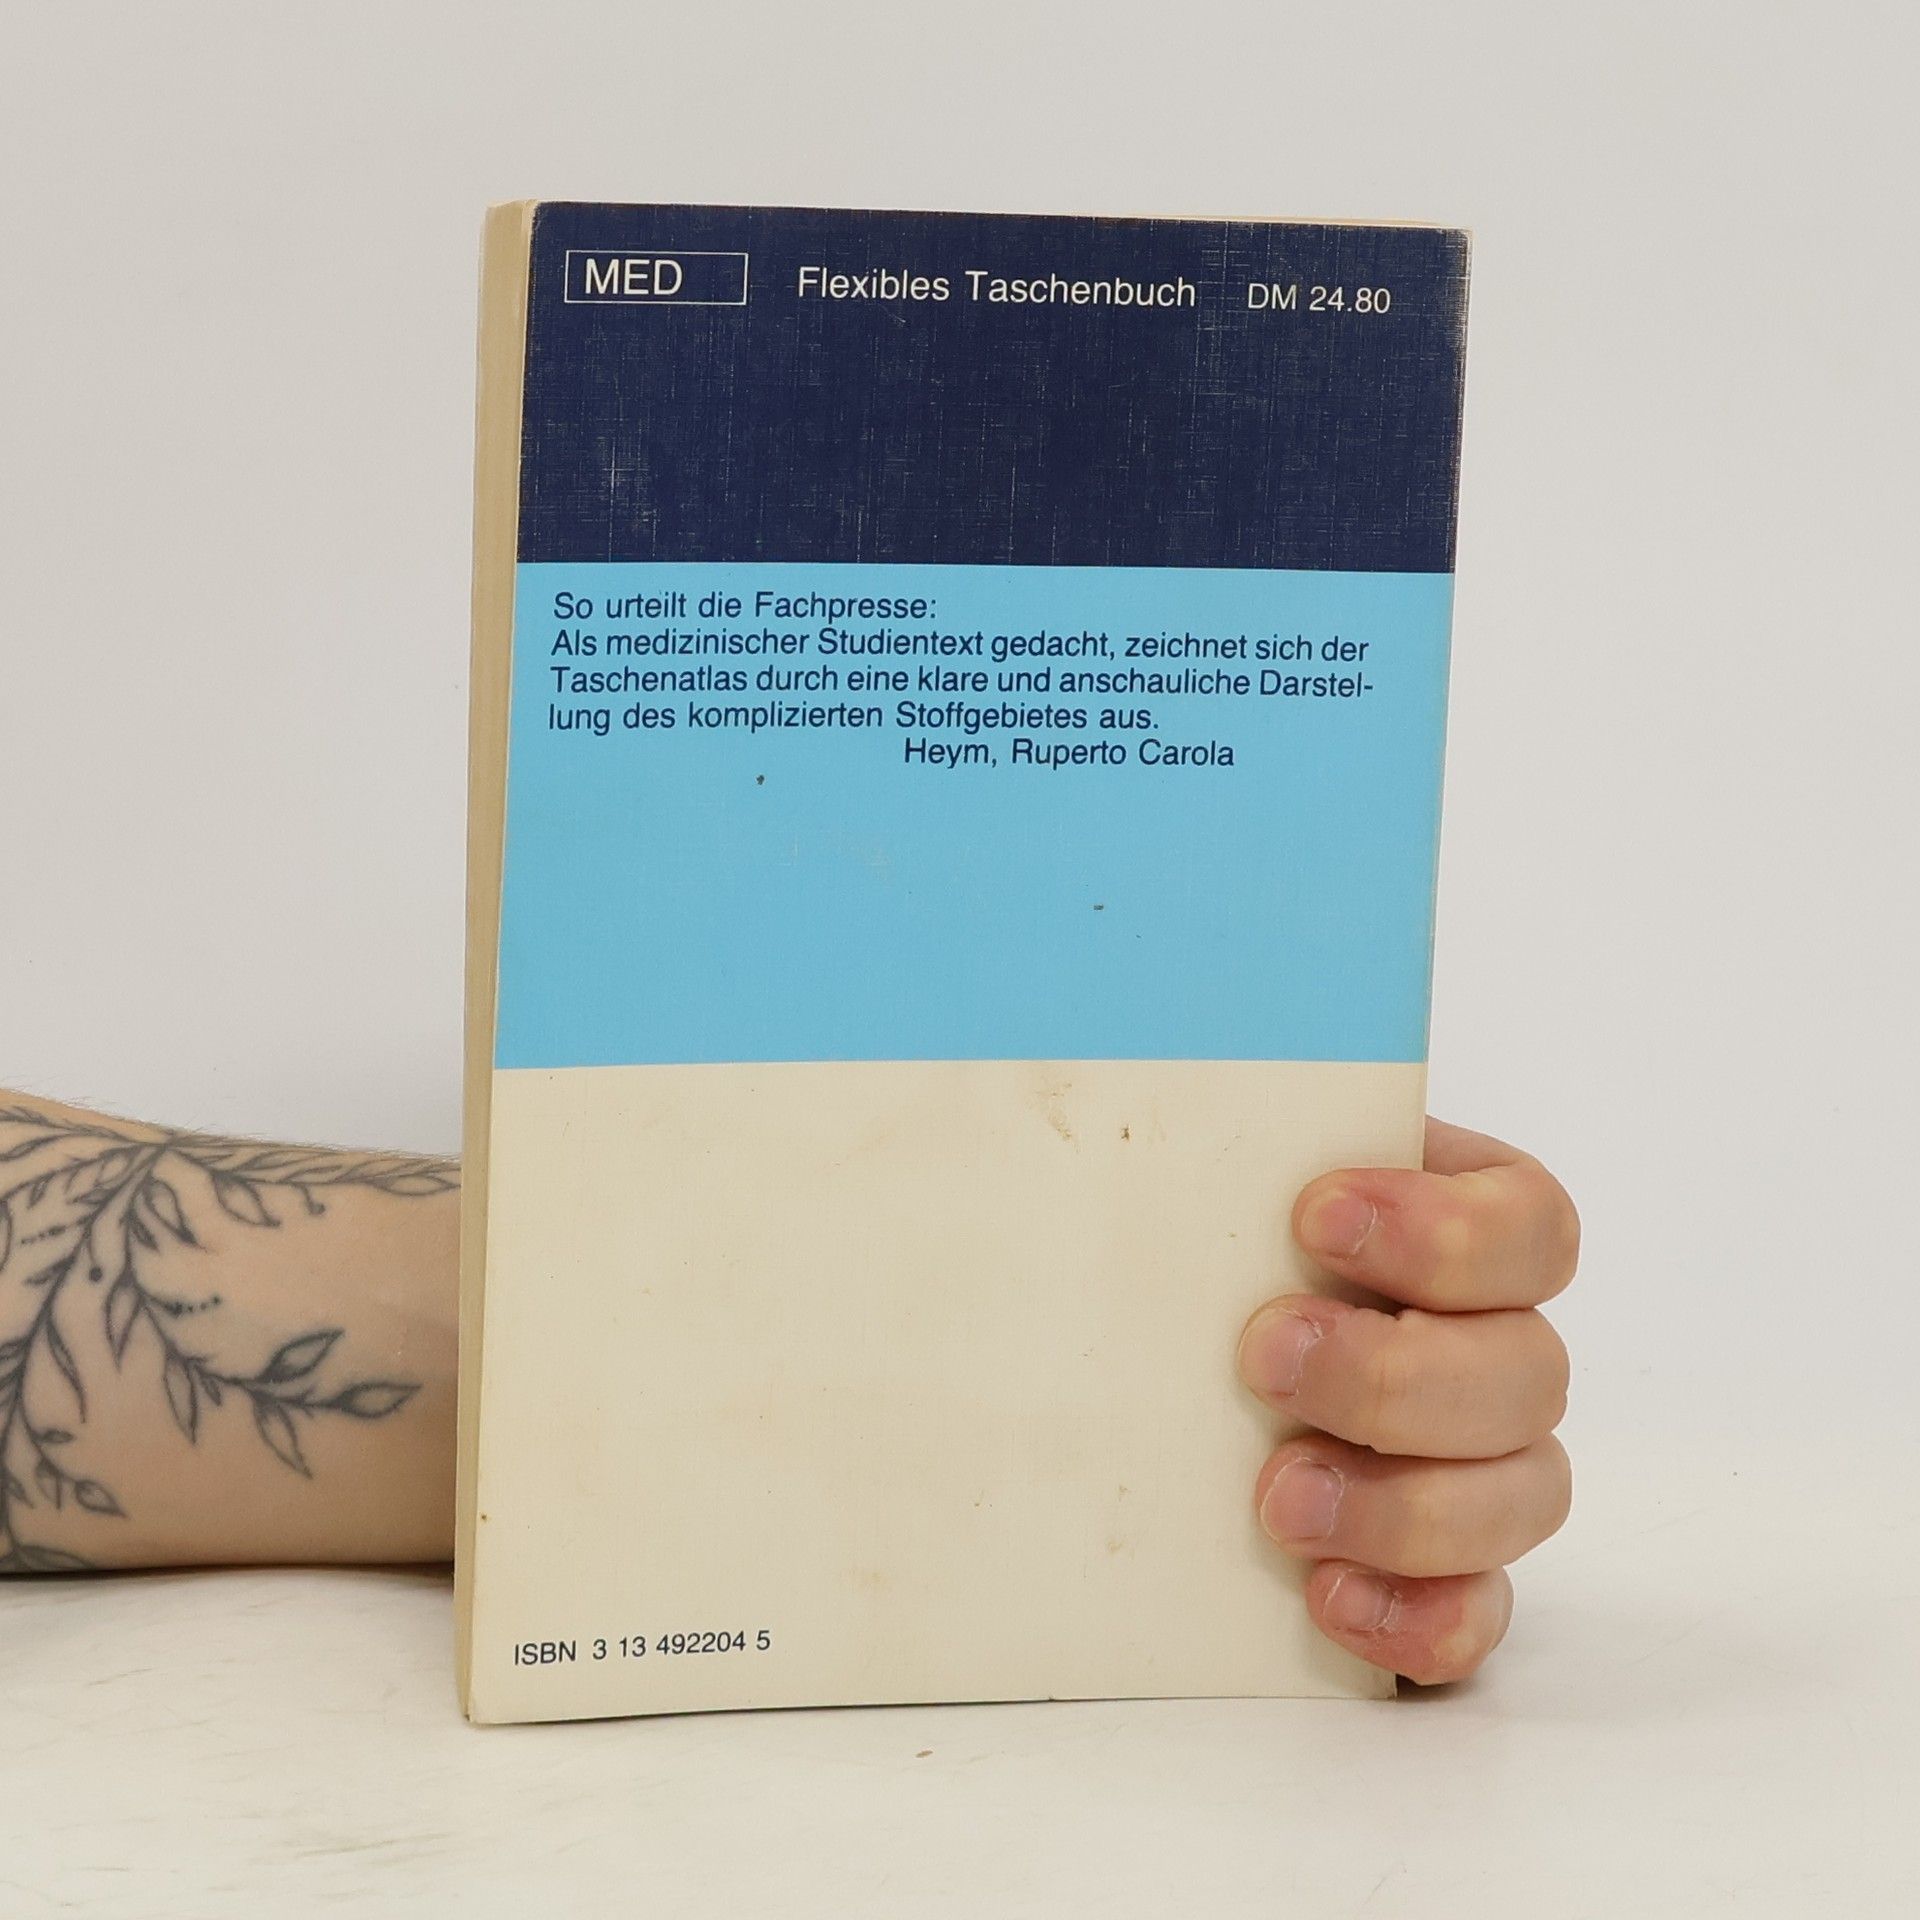 MED
Flexibles Taschenbuch DM 24.80
So urteilt die Fachpresse:
Als medizinischer Studientext gedacht, zeichnet sich der
Taschenatlas durch eine klare und anschauliche Darstel-
lung des komplizierten Stoffgebietes aus.
Heym, Ruperto Carola
ISBN 3 13 492204 5